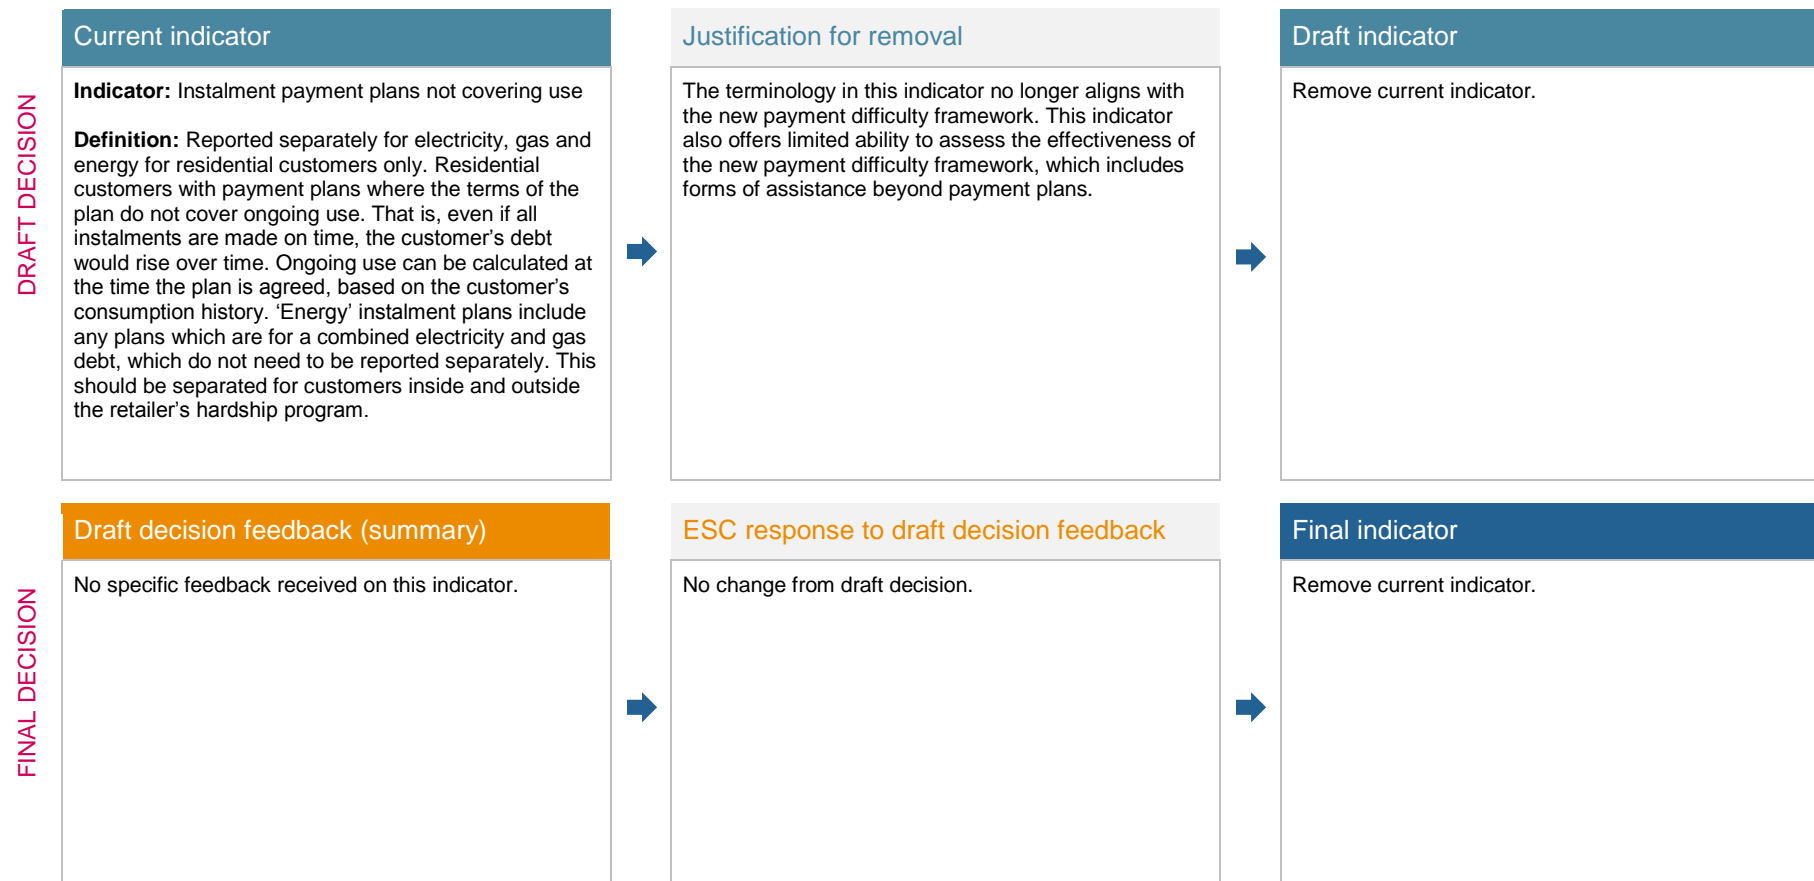 DRAFT DECISION
Current indicator
Indicator: Instalment payment plans not covering use
Definition: Reported separately for electricity, gas and
energy for residential customers only. Residential
customers with payment plans where the terms of the
plan do not cover ongoing use. That is, even if all
instalments are made on time, the customer’s debt
would rise over time. Ongoing use can be calculated at
the time the plan is agreed, based on the customer’s
consumption history. ‘Energy’ instalment plans include
any plans which are for a combined electricity and gas
debt, which do not need to be reported separately. This
should be separated for customers inside and outside
the retailer’s hardship program.
Justification for removal
The terminology in this indicator no longer aligns with
the new payment difficulty framework. This indicator
also offers limited ability to assess the effectiveness of
the new payment difficulty framework, which includes
forms of assistance beyond payment plans.
Draft indicator
Remove current indicator.
FINAL DECISION
Draft decision feedback (summary)
No specific feedback received on this indicator.
ESC response to draft decision feedback
No change from draft decision.
Final indicator
Remove current indicator.